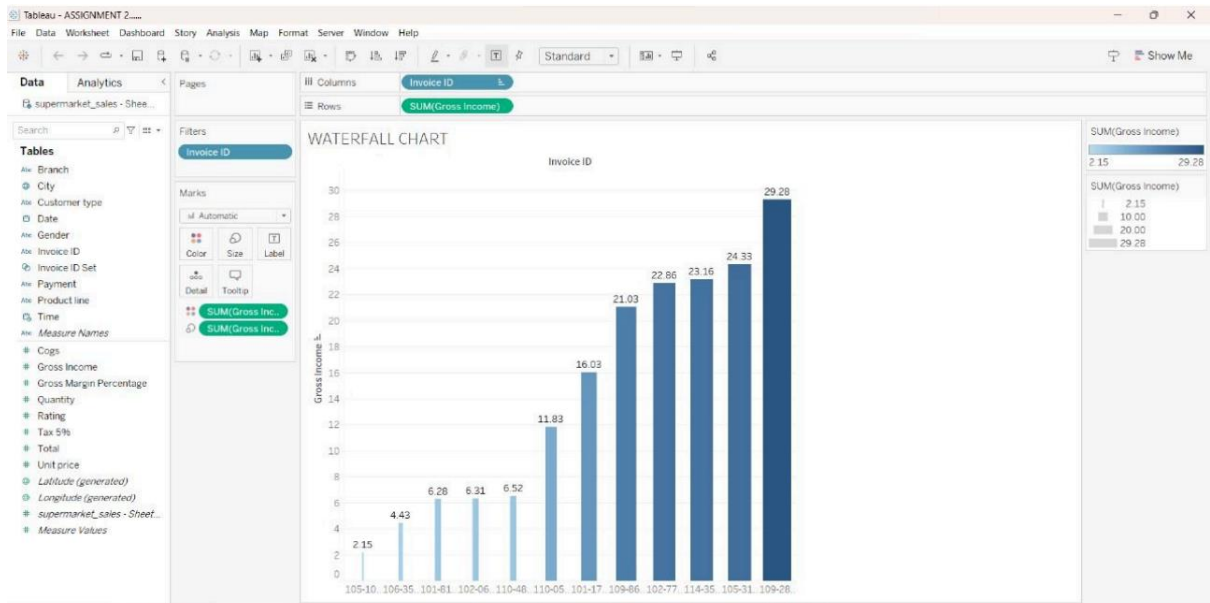 Tableau - ASSIGNMENT 2......
File Data Worksheet Dashboard Story Analysis Map Format Server Window Help
Standard
Show Me
Data Analytics
supermarket_sales - Shee...
Search
Tables
Abc Branch
City
Abc Customer type
Date
Abc Gender
Abc Invoice ID
Invoice ID Set
Abc Payment
Abc Product line
Time
Abc Measure Names
# Cogs
# Gross Income
# Gross Margin Percentage
# Quantity
# Rating
# Tax 5%
# Total
# Unit price
Latitude (generated)
Longitude (generated)
# supermarket_sales - Sheet...
# Measure Values
Pages
Filters
Invoice ID
Marks
Automatic
Color Size Label
Detail Tooltip
SUM(Gross Inc..
SUM(Gross Inc..
Columns Invoice ID
Rows SUM(Gross Income)
WATERFALL CHART
Invoice ID
Gross Income
30
28
26
24
22
20
18
16
14
12
10
8
6
4
2
0
2.15
4.43
6.28
6.31
6.52
11.83
16.03
21.03
22.86
23.16
24.33
29.28
105-10.. 106-35.. 101-81.. 102-06.. 110-48.. 110-05.. 101-17.. 109-86.. 102-77.. 114-35.. 105-31.. 109-28..
SUM(Gross Income)
2.15 29.28
SUM(Gross Income)
2.15
10.00
20.00
29.28